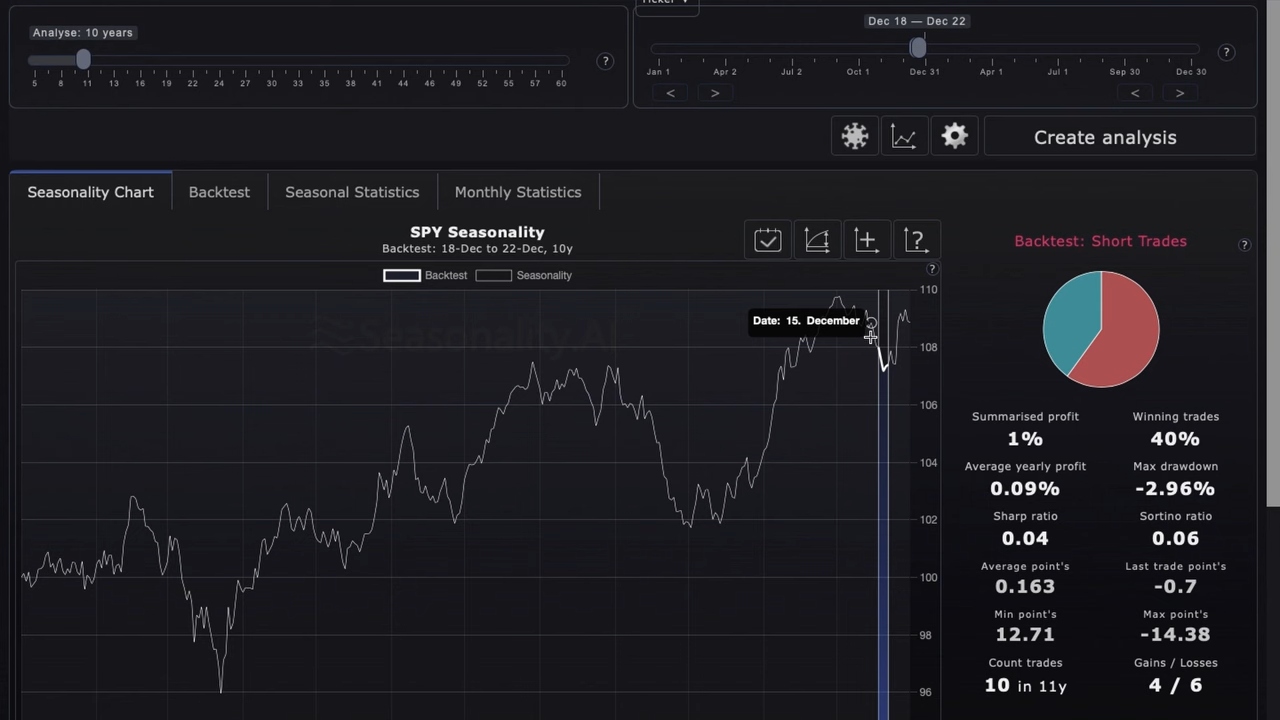 Ticker
Analyse: 10 years
5 8 11 13 16 19 22 24 27 30 33 35 38 41 44 46 49 52 55 57 60
?
Dec 18 — Dec 22
Jan 1 Apr 2 Jul 2 Oct 1 Dec 31 Apr 1 Jul 1 Sep 30 Dec 30
?
< > < >
Create analysis
Seasonality Chart Backtest Seasonal Statistics Monthly Statistics
SPY Seasonality
Backtest: 18-Dec to 22-Dec, 10y
?
Backtest Seasonality
?
Seasonality.AI
Date: 15. December
110
108
106
104
102
100
98
96
Backtest: Short Trades
?
Summarised profit Winning trades
1% 40%
Average yearly profit Max drawdown
0.09% -2.96%
Sharp ratio Sortino ratio
0.04 0.06
Average point's Last trade point's
0.163 -0.7
Min point's Max point's
12.71 -14.38
Count trades Gains / Losses
10 in 11y 4 / 6